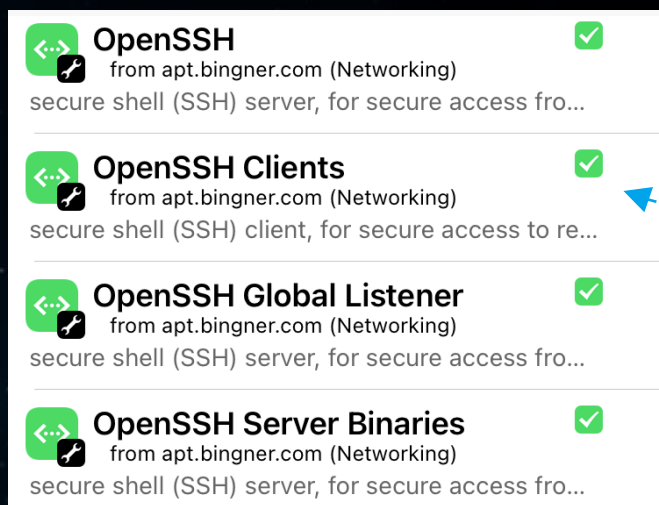 OpenSSH
from apt.bingner.com (Networking)
secure shell (SSH) server, for secure access fro...
OpenSSH Clients
from apt.bingner.com (Networking)
secure shell (SSH) client, for secure access to re...
OpenSSH Global Listener
from apt.bingner.com (Networking)
secure shell (SSH) server, for secure access fro...
OpenSSH Server Binaries
from apt.bingner.com (Networking)
secure shell (SSH) server, for secure access fro...